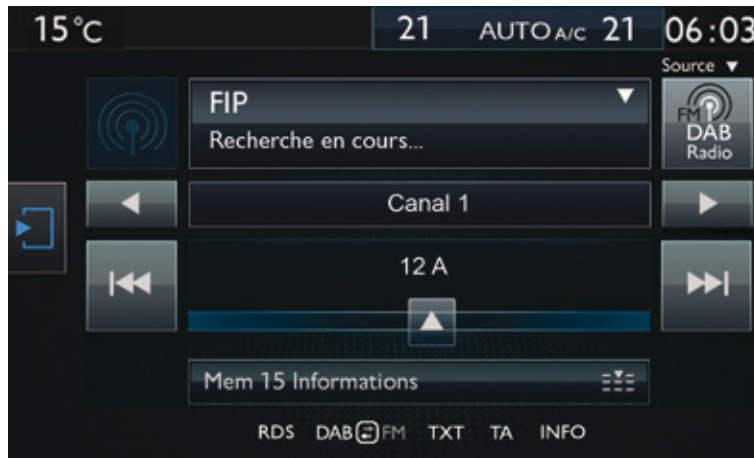 15°C 21 AUTO A/C 21 06:03
Source
FIP
Recherche en cours...
FM
DAB
Radio
Canal 1
12 A
Mem 15 Informations
RDS DAB FM TXT TA INFO